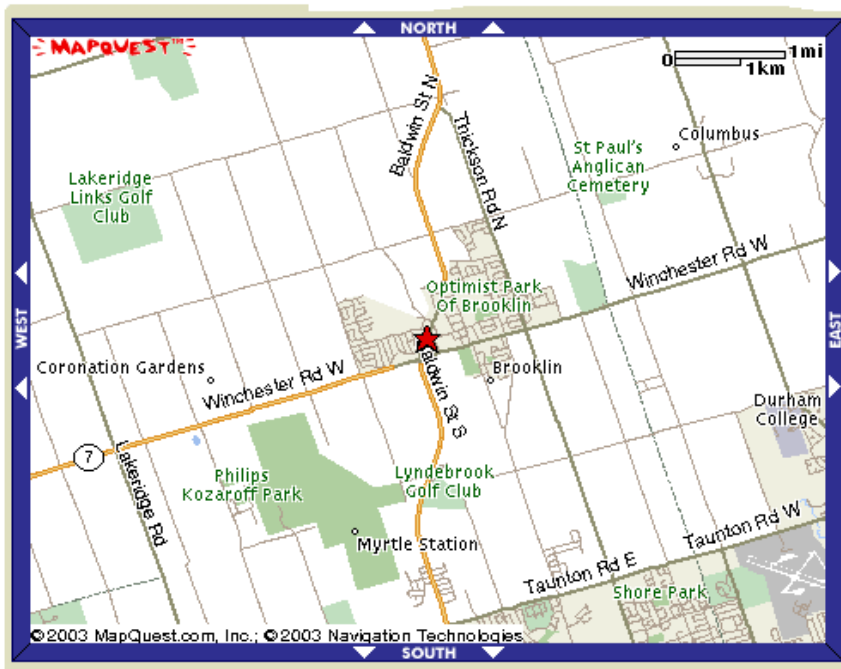 NORTH
MAPQUEST™
0 1mi
1km
Baldwin St N
Thickson Rd N
Columbus
St Paul's
Anglican
Cemetery
Lakeridge
Links Golf
Club
Winchester Rd W
Optimist Park
Of Brooklin
WEST
EAST
Coronation Gardens
Winchester Rd W
Baldwin St S
Brooklin
Durham
College
7
Lakeridge Rd
Philips
Kozaroff Park
Lyndebrook
Golf Club
Myrtle Station
Taunton Rd W
Taunton Rd E
Shore Park
©2003 MapQuest.com, Inc.; ©2003 Navigation Technologies
SOUTH